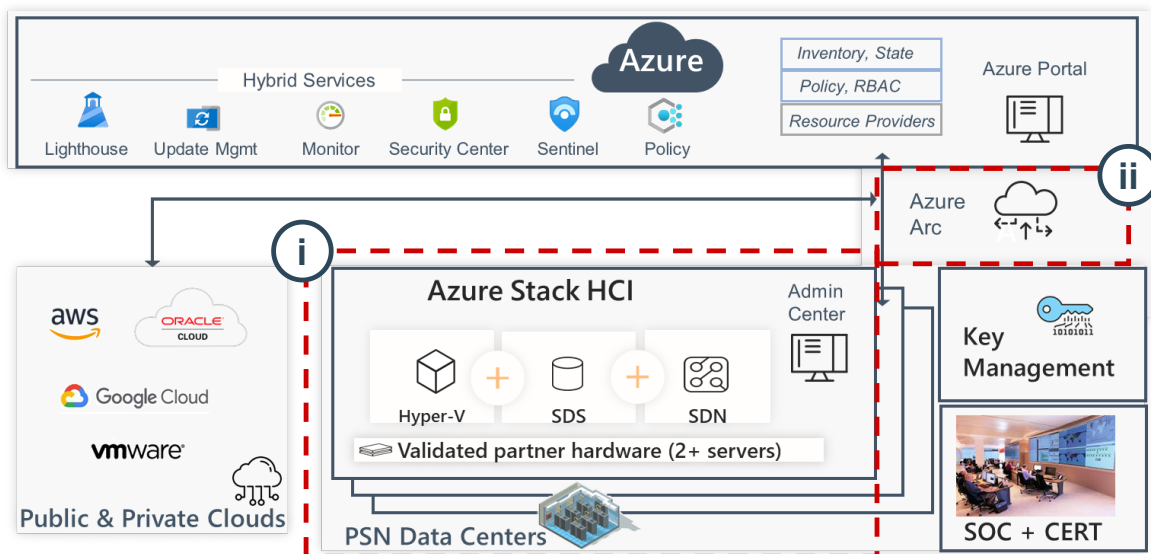 Azure
Hybrid Services
Lighthouse
Update Mgmt
Monitor
Security Center
Sentinel
Policy
Inventory, State
Policy, RBAC
Resource Providers
Azure Portal
ii
Azure
Arc
i
aws
ORACLE
CLOUD
Google Cloud
vmware®
Public & Private Clouds
Azure Stack HCI
Admin
Center
Hyper-V
+
SDS
+
SDN
Validated partner hardware (2+ servers)
PSN Data Centers
10101011
Key
Management
SOC + CERT